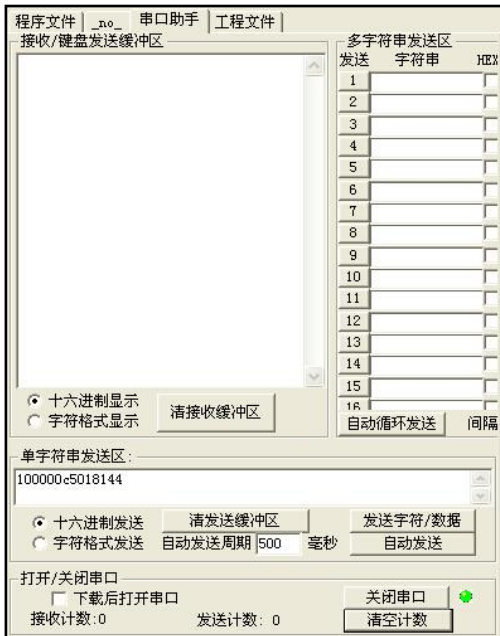 程序文件 _no_ 串口助手 工程文件
接收/键盘发送缓冲区
多字符串发送区
发送 字符串 HEX
1
2
3
4
5
6
7
8
9
10
11
12
13
14
15
16
十六进制显示
字符格式显示
清接收缓冲区
自动循环发送 间隔
单字符串发送区:
100000c5018144
十六进制发送 清发送缓冲区 发送字符/数据
字符格式发送 自动发送周期 500 毫秒 自动发送
打开/关闭串口
下载后打开串口 关闭串口
接收计数:0 发送计数: 0 清空计数